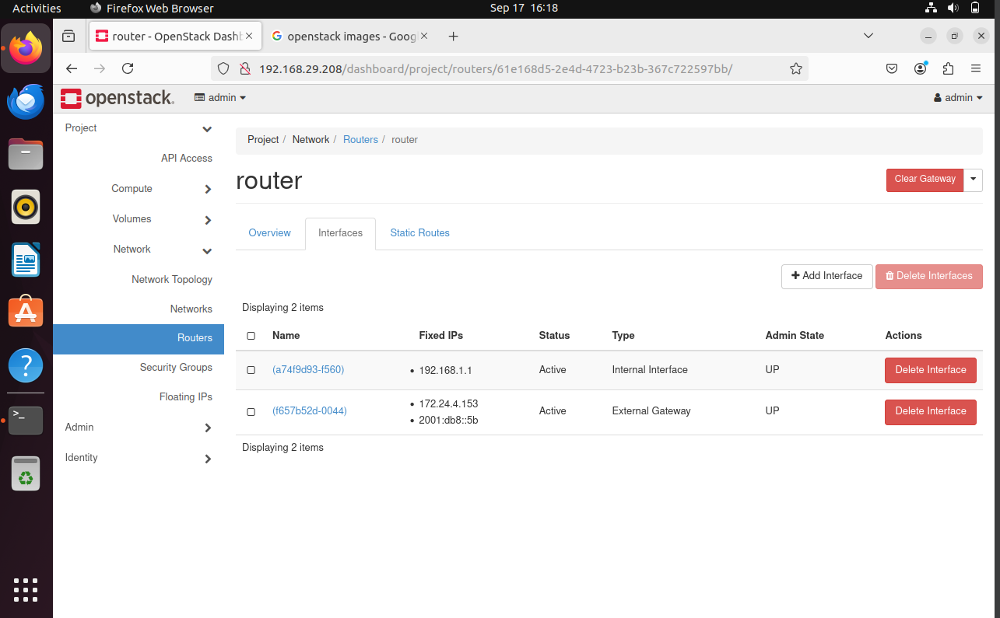 Activities
Firefox Web Browser
Sep 17 16:18
router - OpenStack Dash
openstack images - Goog
192.168.29.208/dashboard/project/routers/61e168d5-2e4d-4723-b23b-367c722597bb/
openstack.
admin
admin
Project
API Access
Compute
Volumes
Network
Network Topology
Networks
Routers
Security Groups
Floating IPs
Admin
Identity
Project / Network / Routers / router
router
Clear Gateway
Overview Interfaces Static Routes
+ Add Interface Delete Interfaces
Displaying 2 items
Name Fixed IPs Status Type Admin State Actions
(a74f9d93-f560) • 192.168.1.1 Active Internal Interface UP Delete Interface
(f657b52d-0044) • 172.24.4.153 Active External Gateway UP Delete Interface
• 2001:db8::5b
Displaying 2 items